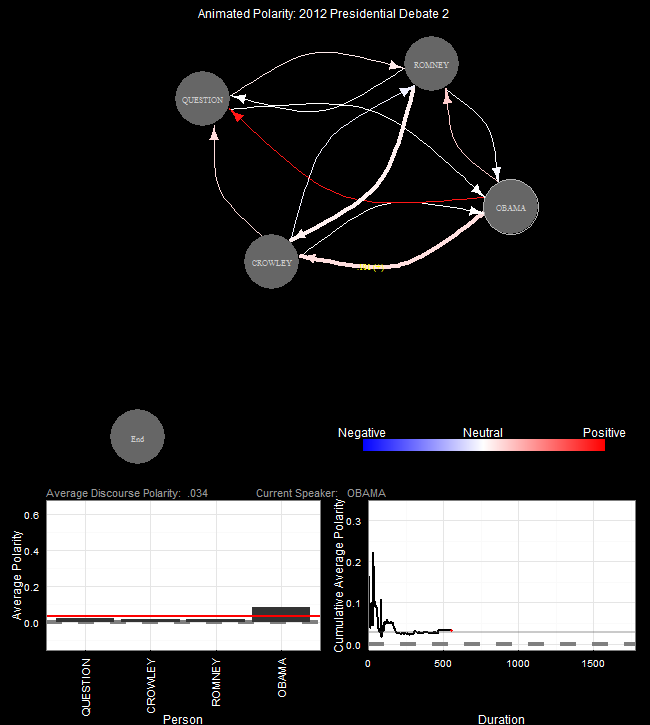 Animated Polarity: 2012 Presidential Debate 2
ROMNEY
QUESTION
OBAMA
CROWLEY
End
Negative
Neutral
Positive
Average Discourse Polarity: .034
Current Speaker: OBAMA
Average Polarity
0.6
0.4
0.2
0.0
QUESTION
CROWLEY
ROMNEY
OBAMA
Person
Cumulative Average Polarity
0.3
0.2
0.1
0.0
0
500
1000
1500
Duration